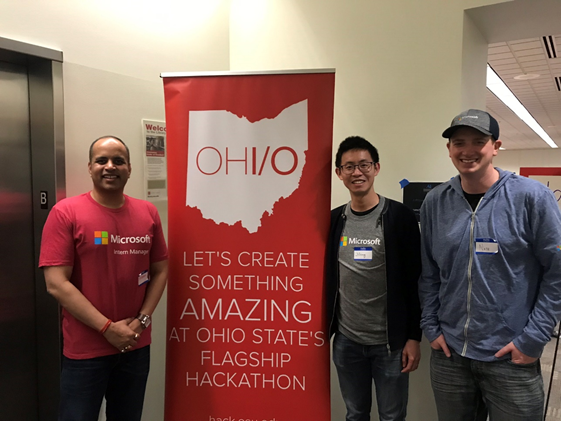 B
OHI/O
LET'S CREATE
SOMETHING
AMAZING
AT OHIO STATE'S
FLAGSHIP
HACKATHON
Microsoft
Intern Manager
Microsoft